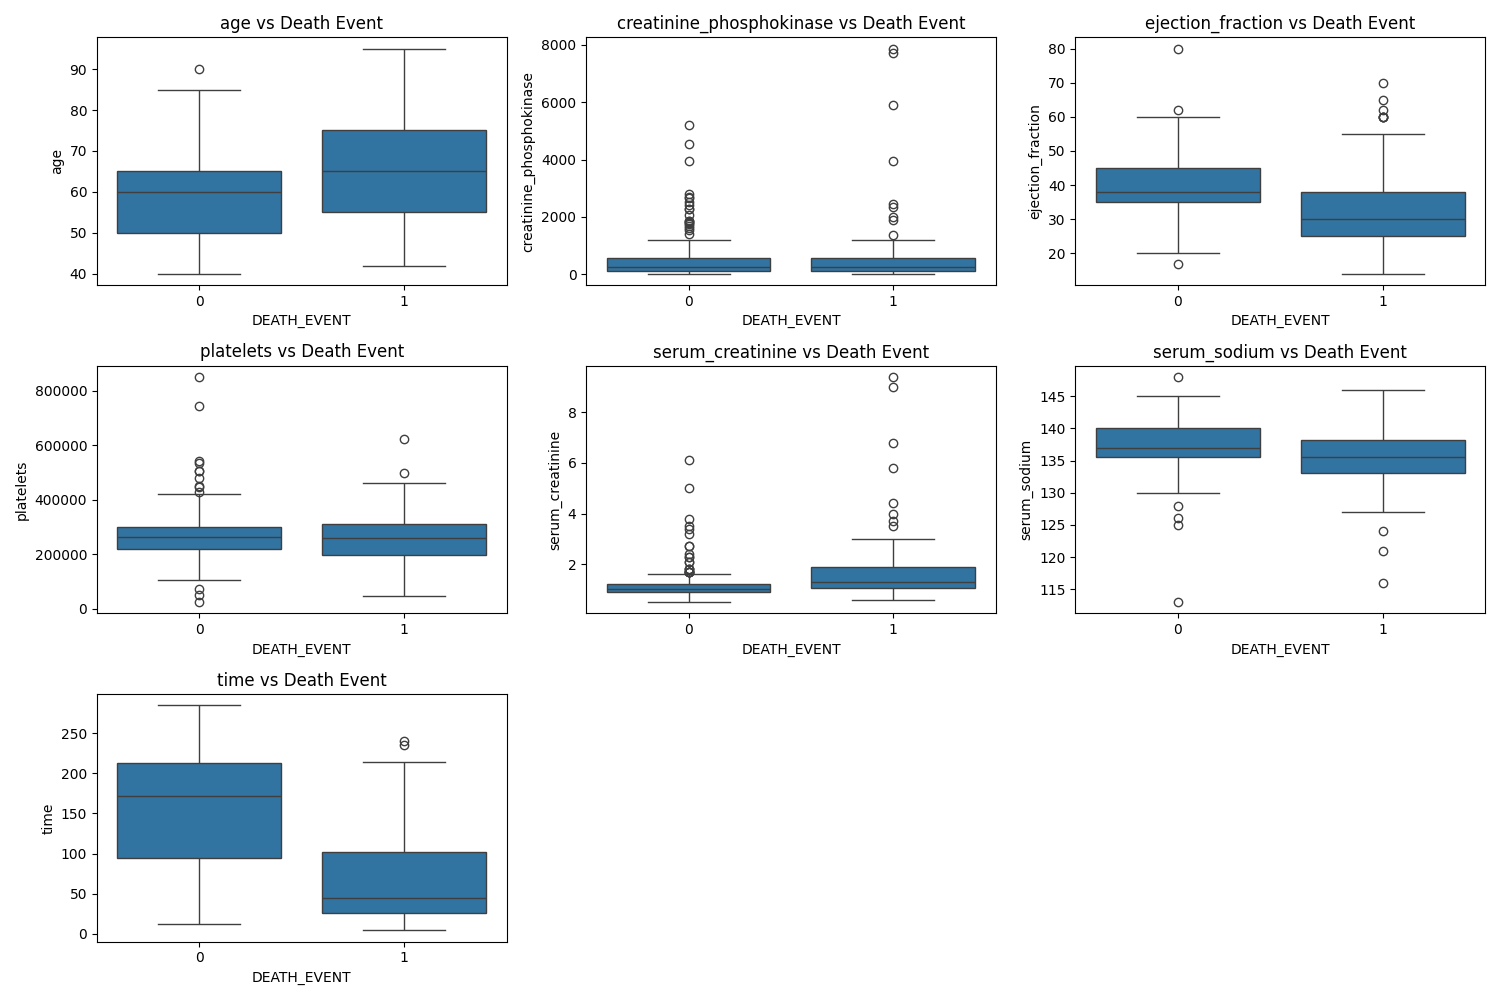 age vs Death Event
creatinine_phosphokinase vs Death Event
ejection_fraction vs Death Event
age
90
80
70
60
50
40
0
1
DEATH_EVENT
creatinine_phosphokinase
8000
6000
4000
2000
0
0
1
DEATH_EVENT
ejection_fraction
80
70
60
50
40
30
20
0
1
DEATH_EVENT
platelets vs Death Event
serum_creatinine vs Death Event
serum_sodium vs Death Event
platelets
800000
600000
400000
200000
0
0
1
DEATH_EVENT
serum_creatinine
8
6
4
2
0
1
DEATH_EVENT
serum_sodium
145
140
135
130
125
120
115
0
1
DEATH_EVENT
time vs Death Event
time
250
200
150
100
50
0
0
1
DEATH_EVENT